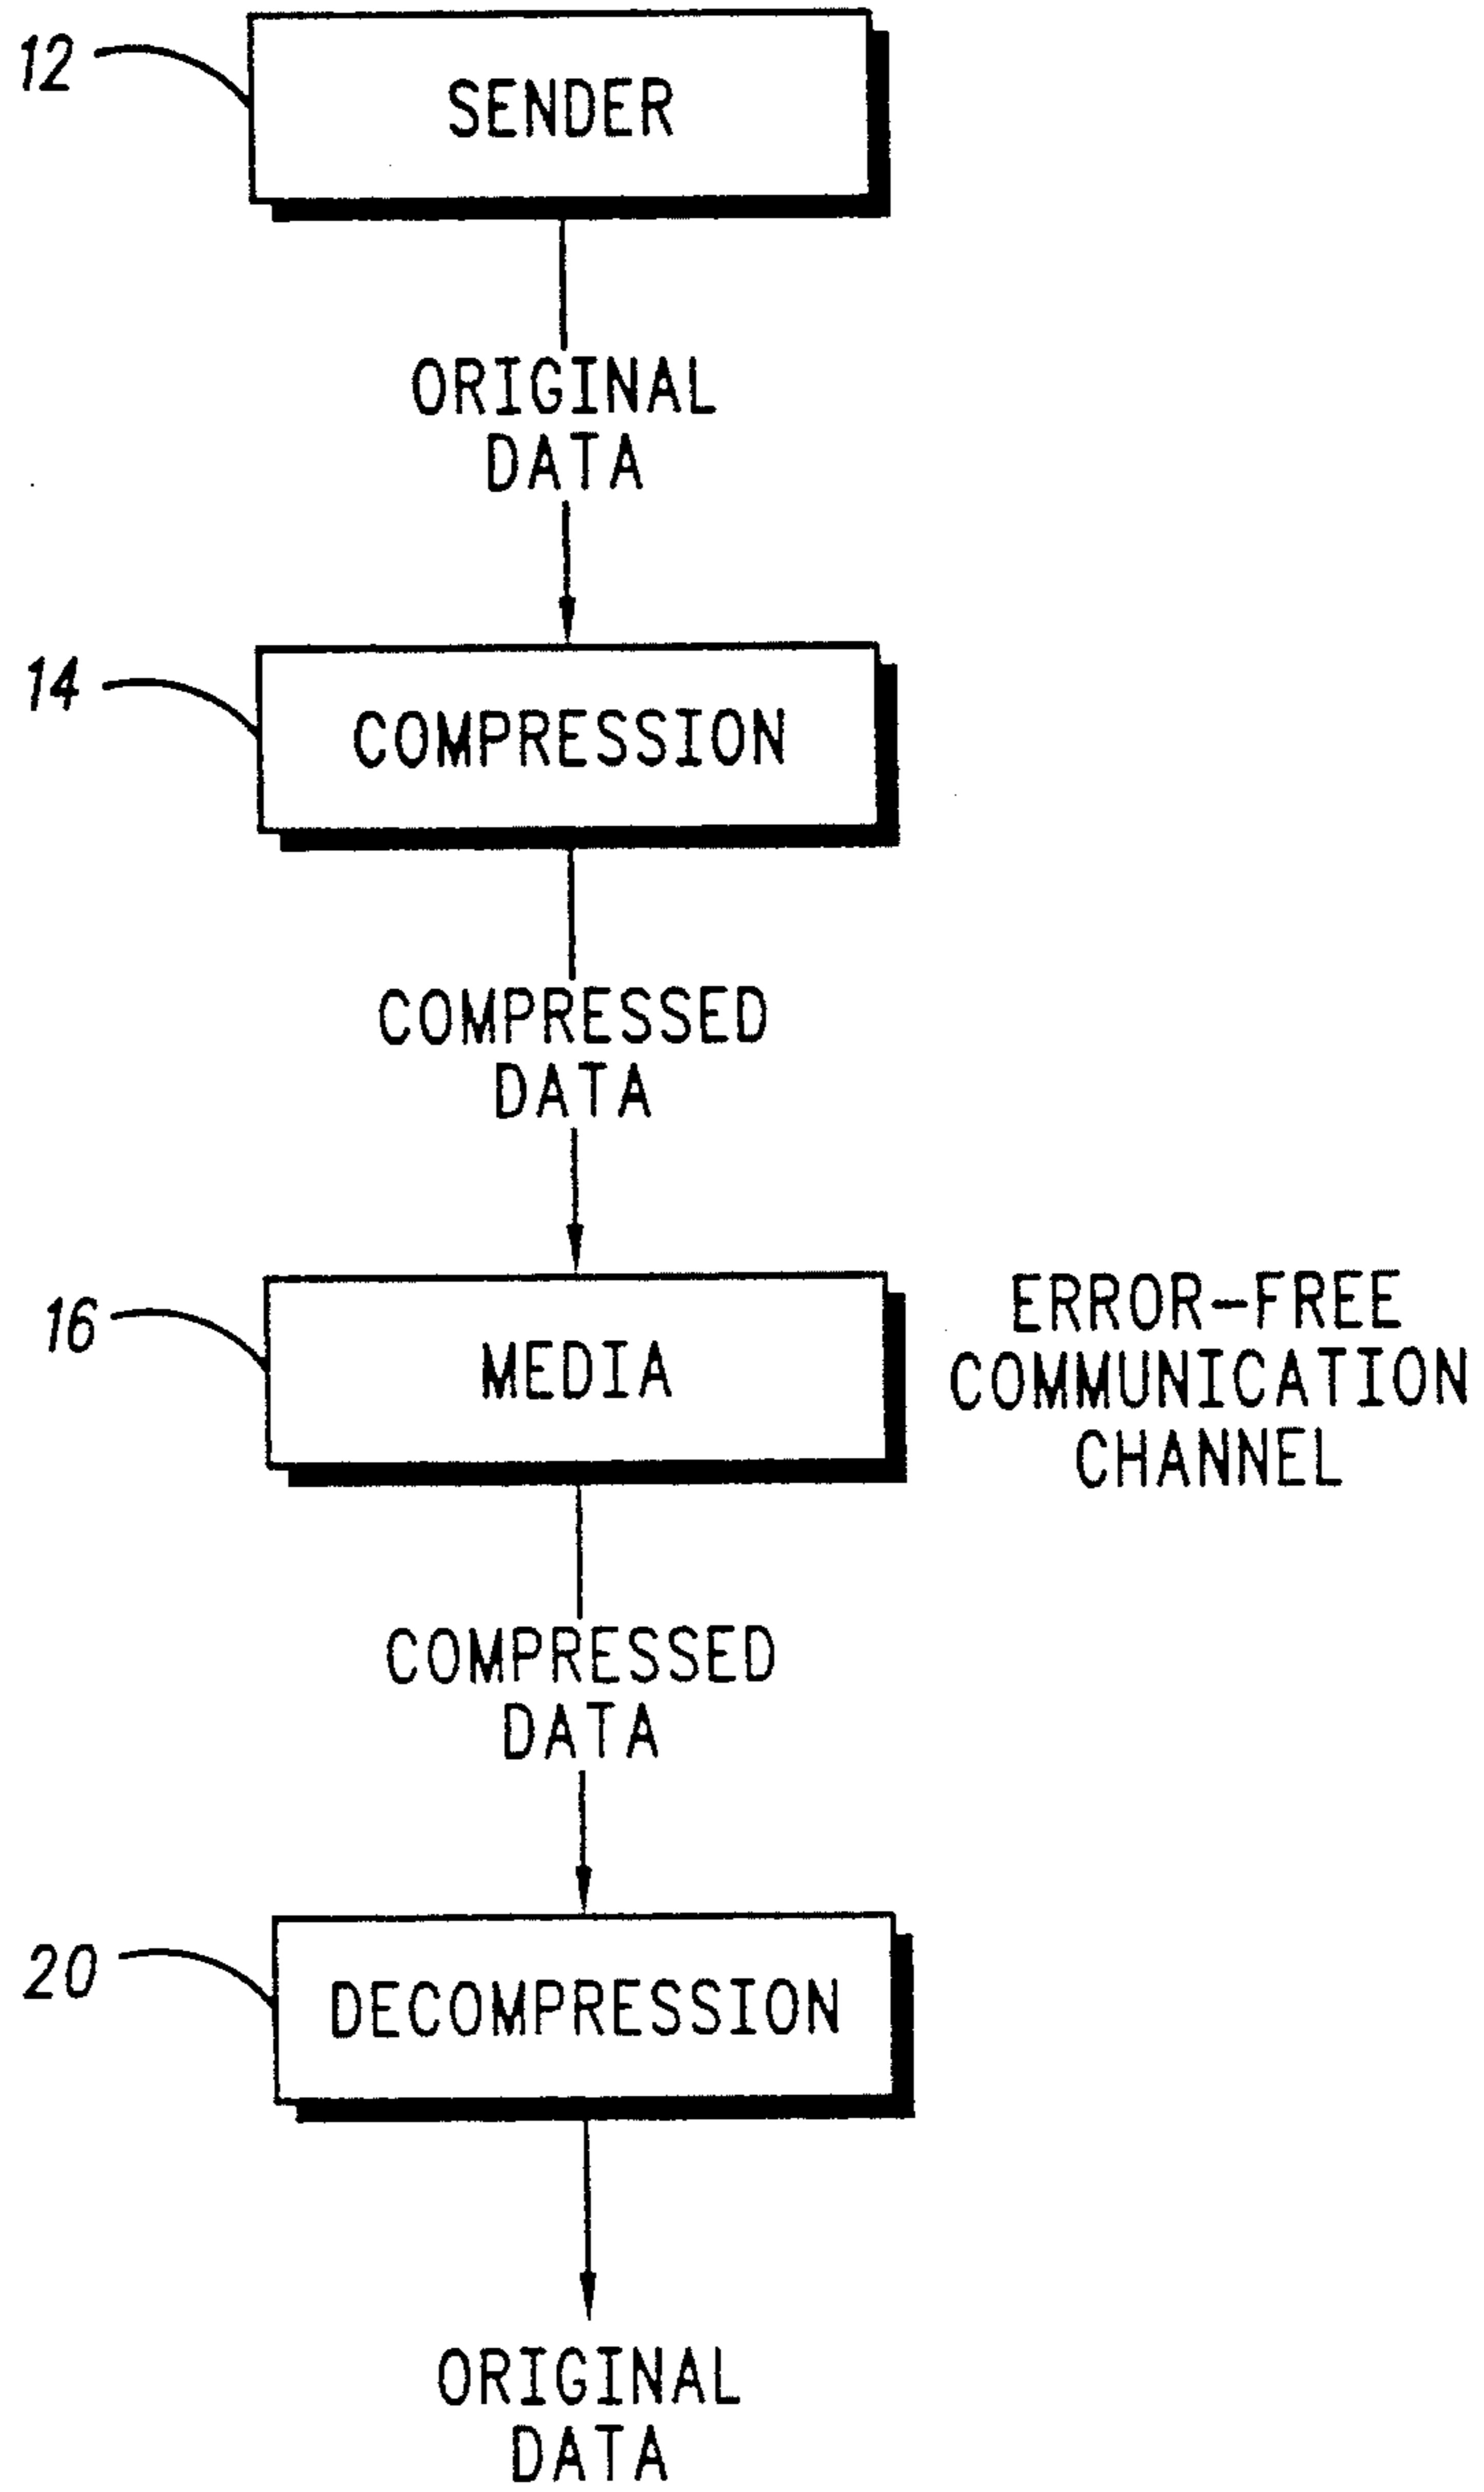 12
SENDER
ORIGINAL
DATA
14
COMPRESSION
COMPRESSED
DATA
16
MEDIA
ERROR-FREE
COMMUNICATION
CHANNEL
COMPRESSED
DATA
20
DECOMPRESSION
ORIGINAL
DATA